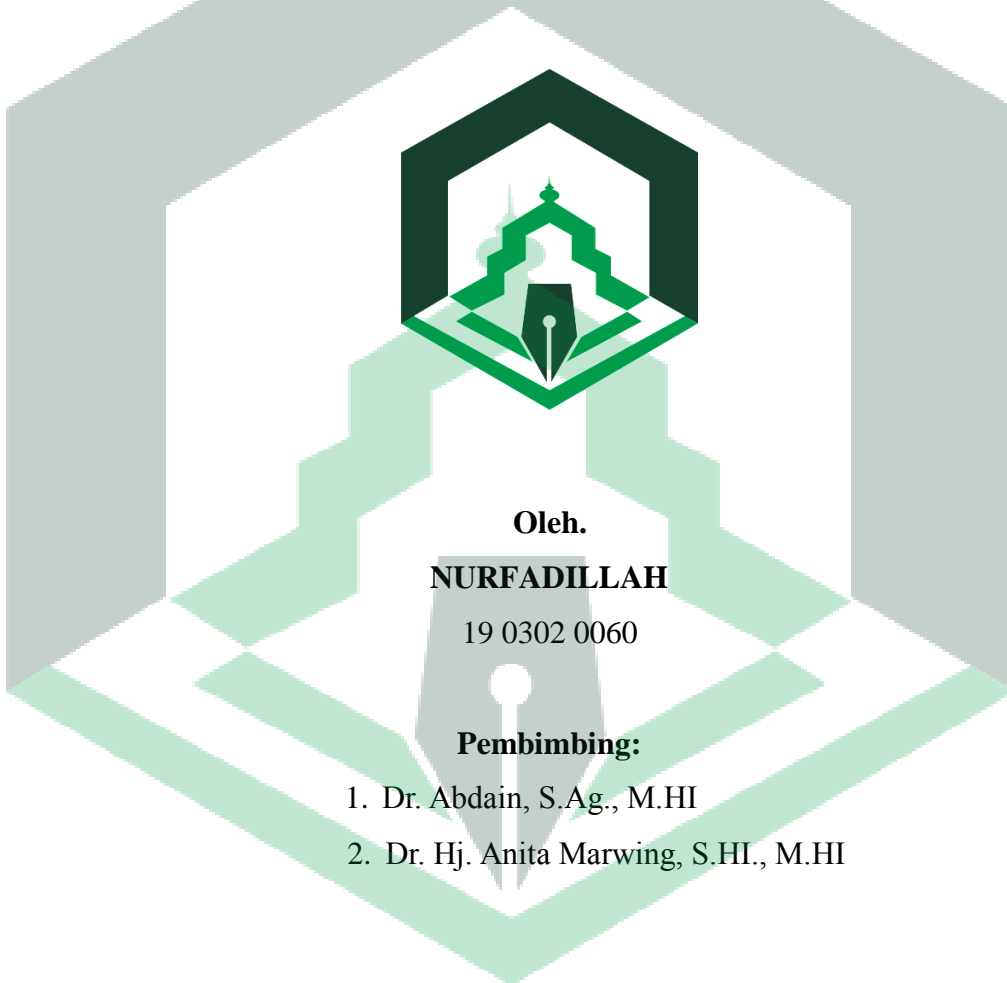 Oleh.
NURFADILLAH
19 0302 0060
Pembimbing:
1. Dr. Abdain, S.Ag., M.HI
2. Dr. Hj. Anita Marwing, S.HI., M.HI